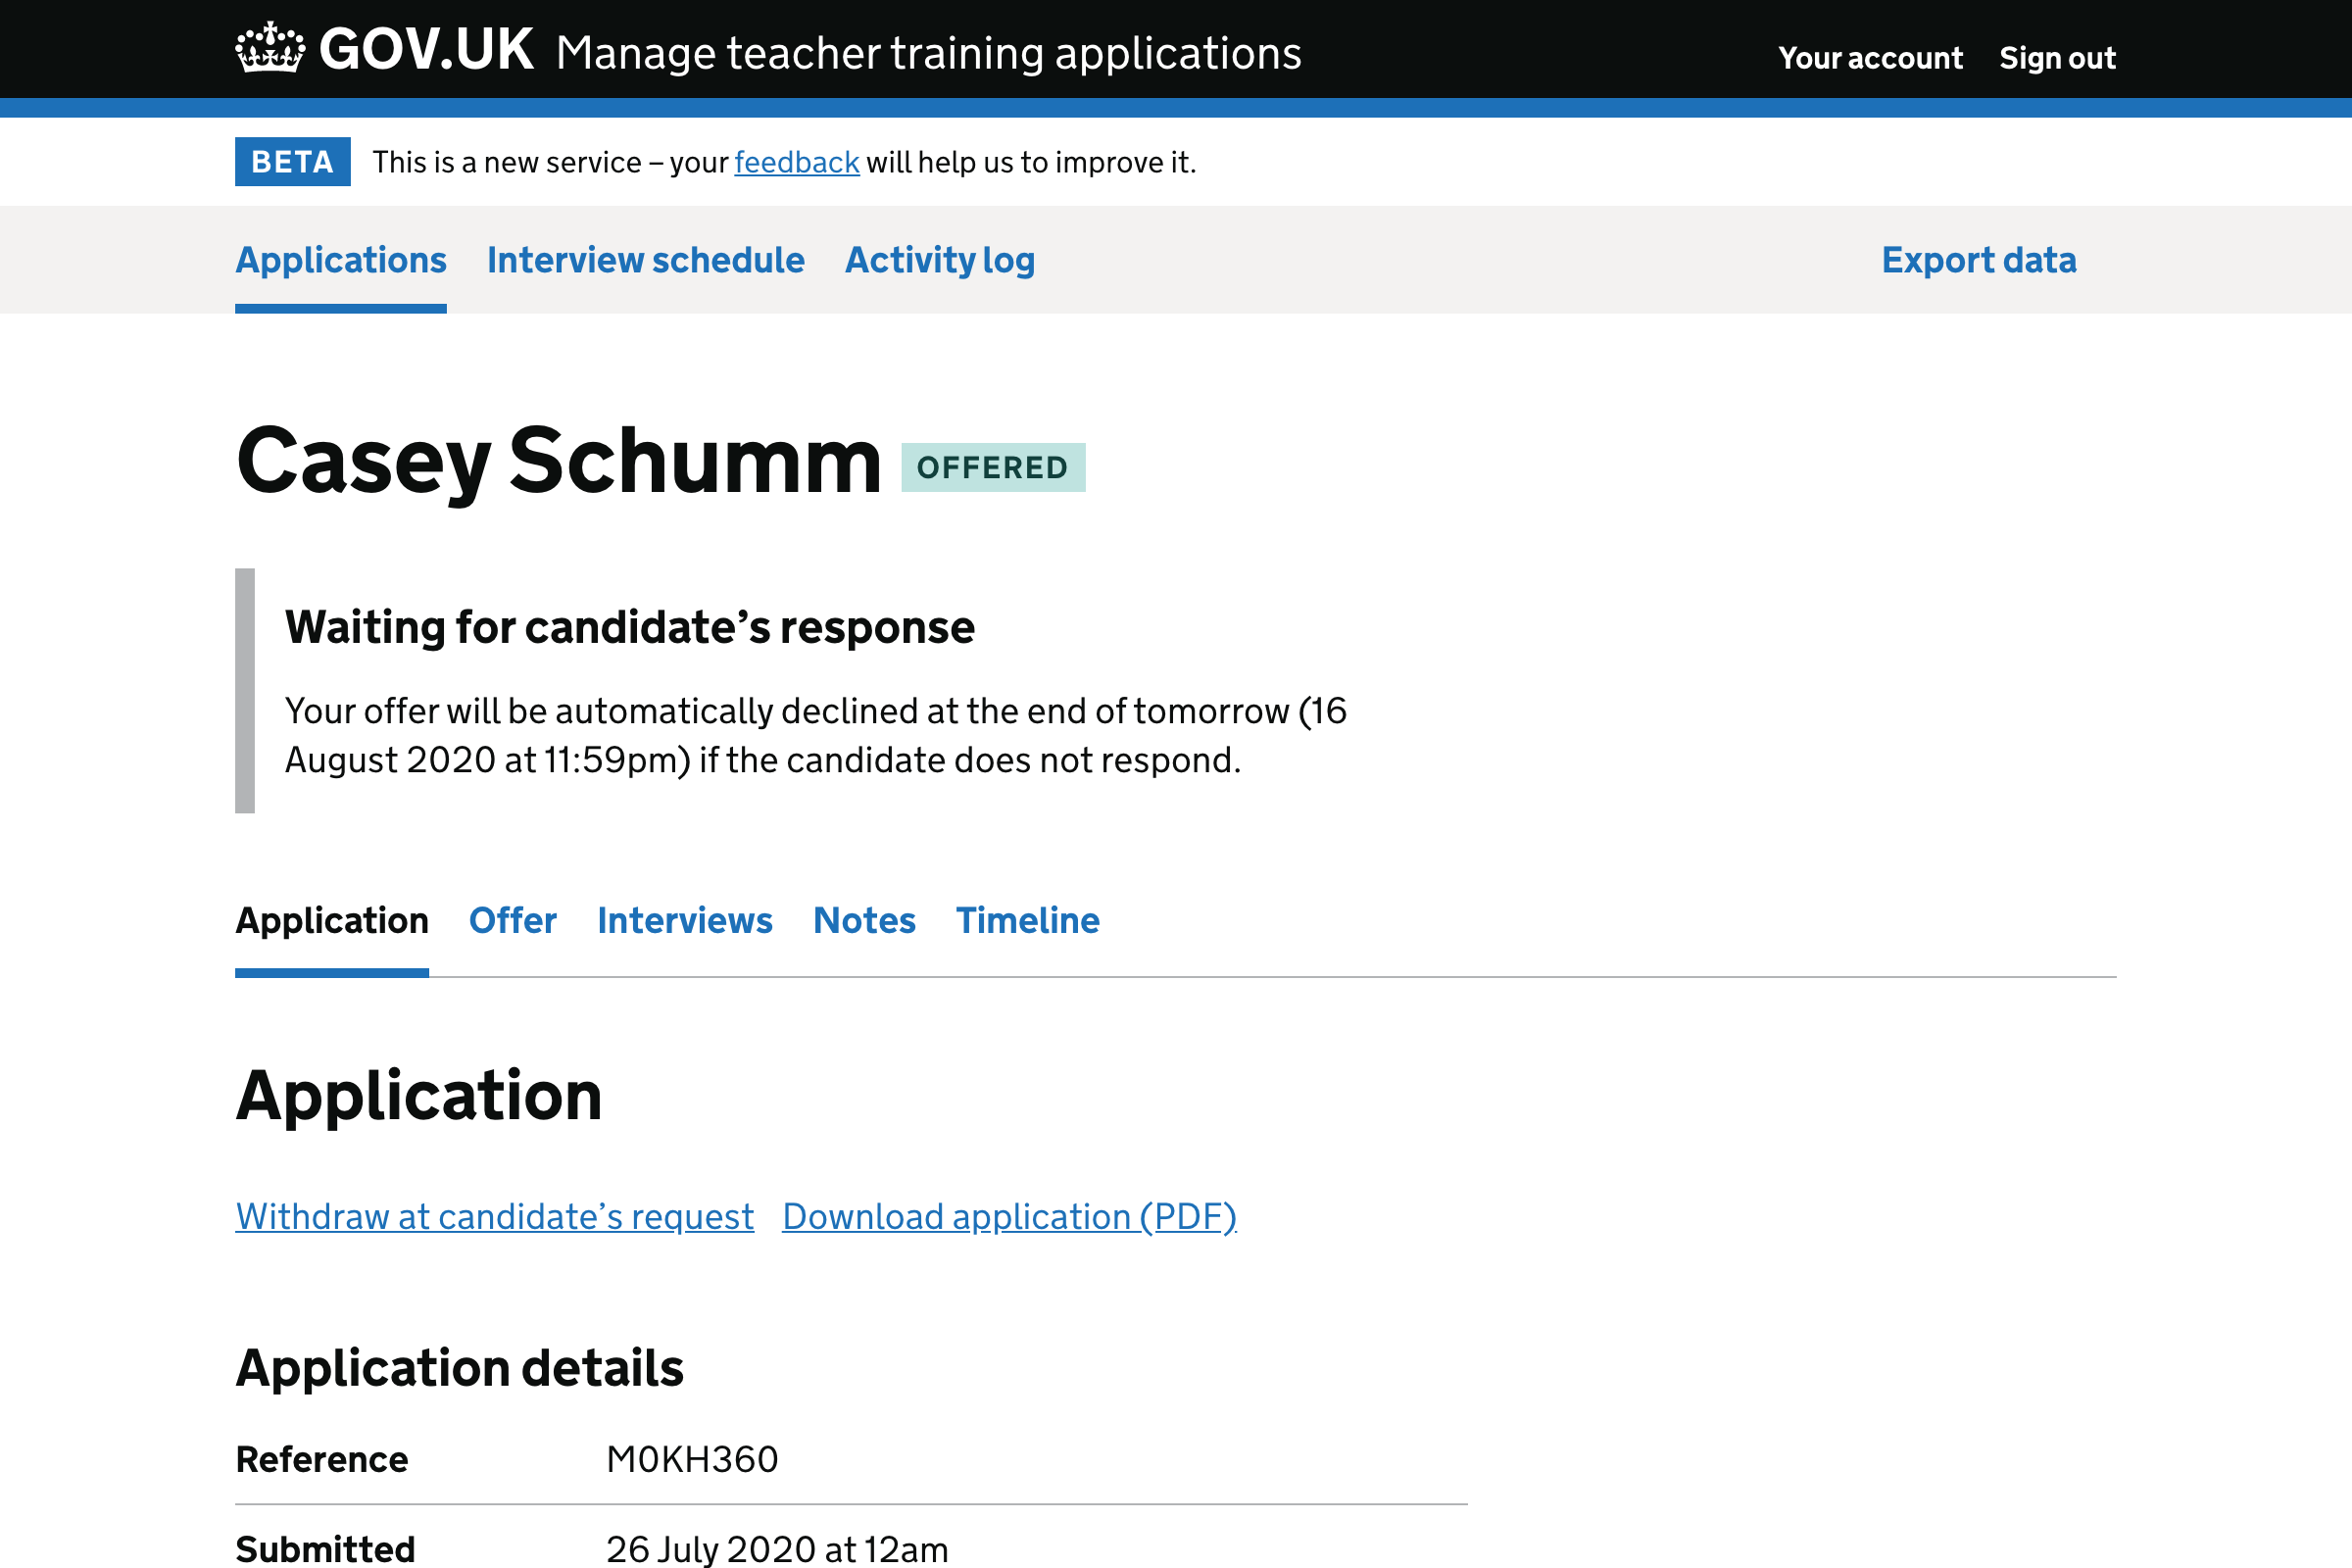 GOV.UK Manage teacher training applications Your account Sign out
BETA This is a new service – your feedback will help us to improve it.
Applications Interview schedule Activity log Export data
Casey Schumm OFFERED
Waiting for candidate’s response
Your offer will be automatically declined at the end of tomorrow (16
August 2020 at 11:59pm) if the candidate does not respond.
Application Offer Interviews Notes Timeline
Application
Withdraw at candidate’s request Download application (PDF)
Application details
Reference M0KH360
Submitted 26 July 2020 at 12am